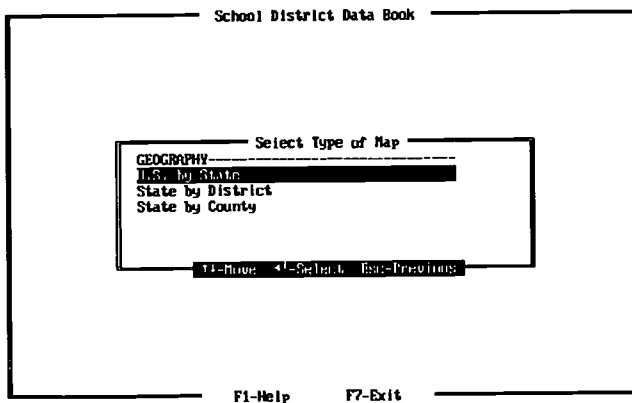 School District Data Book
Select Type of Map
GEOGRAPHY
U.S. by State
State by District
State by County
↑↓-Move ◄┘-Select Esc-Previous
F1-Help F7-Exit